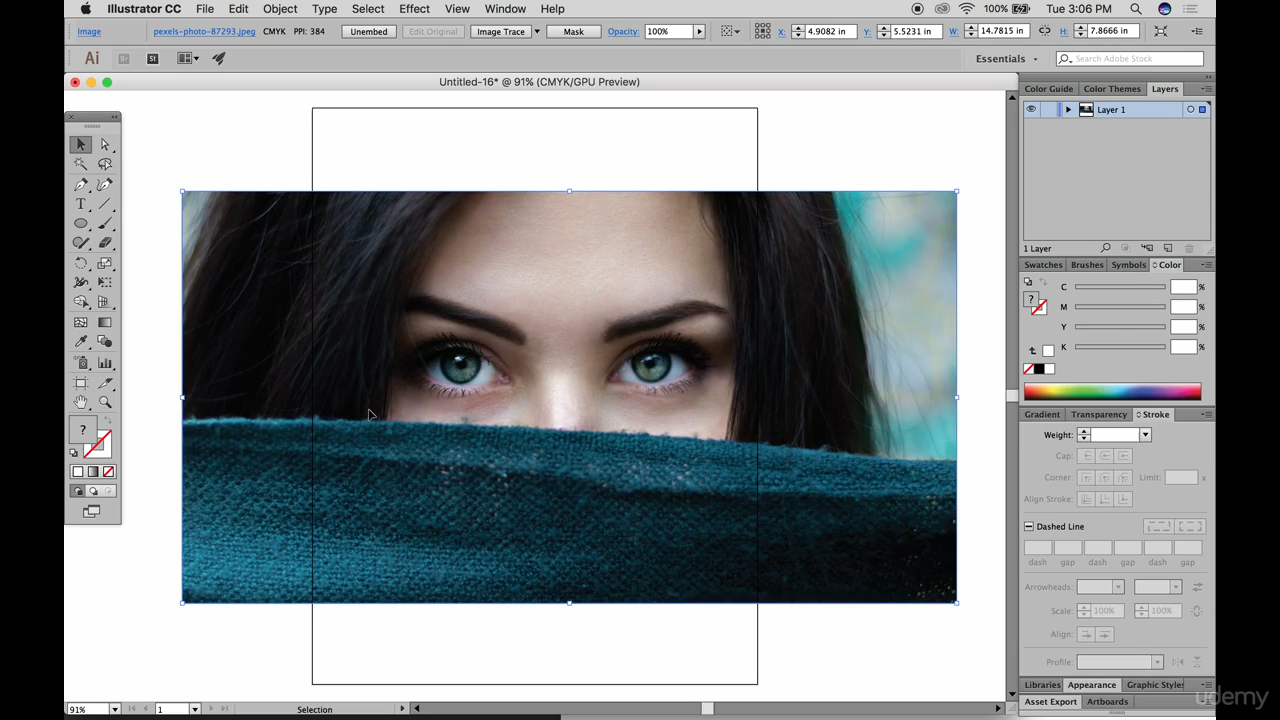 Illustrator CC File Edit Object Type Select Effect View Window Help 100% Tue 3:06 PM
Image pexels-photo-87293.jpeg CMYK PPI: 384 Unembed Edit Original Image Trace Mask Opacity: 100% X: 4.9082 in Y: 5.5231 in W: 14.7815 in H: 7.8666 in
Ai Br St Essentials Search Adobe Stock
Untitled-16* @ 91% (CMYK/GPU Preview)
Color Guide Color Themes Layers
Layer 1
1 Layer
Swatches Brushes Symbols Color
C %
M %
Y %
K %
Gradient Transparency Stroke
Weight:
Cap:
Corner: Limit: x
Align Stroke:
Dashed Line
dash gap dash gap dash gap
Arrowheads:
Scale: 100% 100%
Align:
Profile:
Libraries Appearance Graphic Styles
Asset Export Artboards
91% 1 Selection
T
?
?
udemy